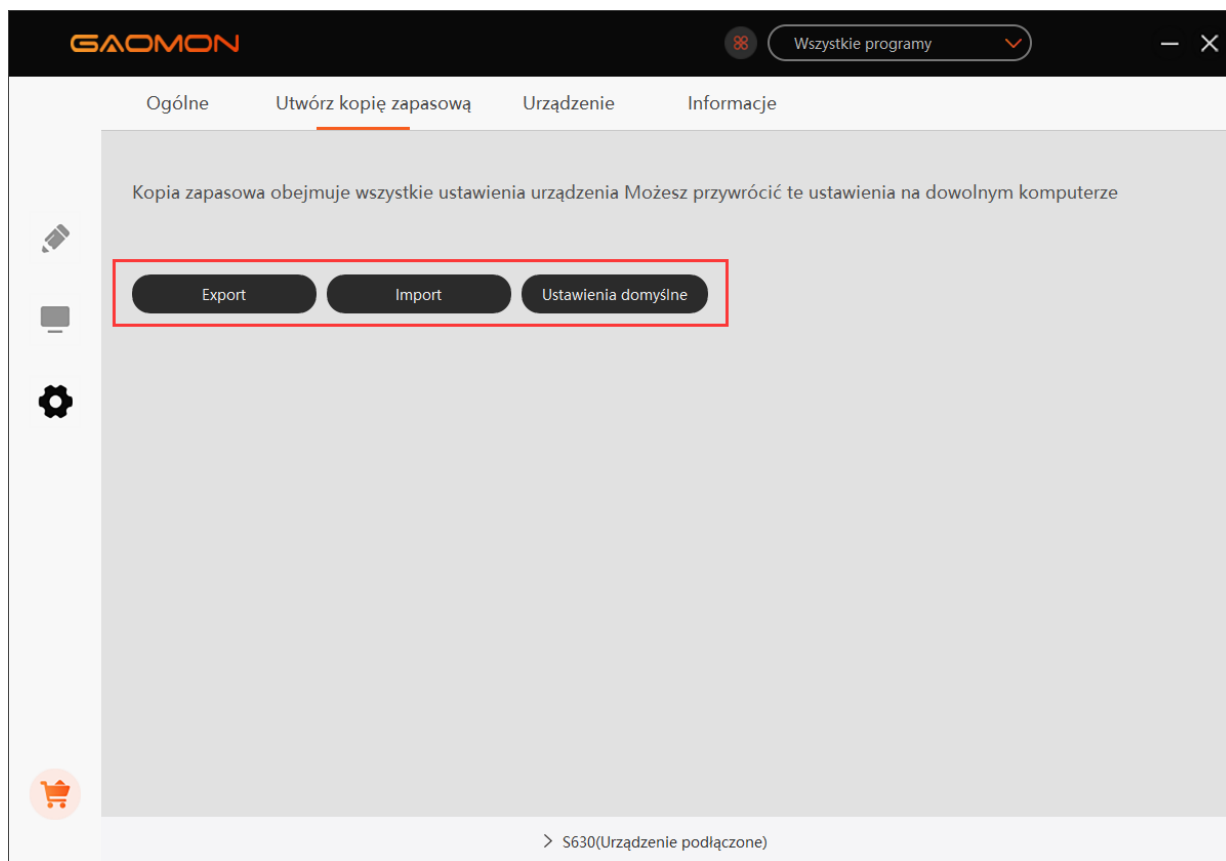 GAOMON
Wszystkie programy
Ogólne Utwórz kopię zapasową Urządzenie Informacje
Kopia zapasowa obejmuje wszystkie ustawienia urządzenia Możesz przywrócić te ustawienia na dowolnym komputerze
Export Import Ustawienia domyślne
S630(Urządzenie podłączone)